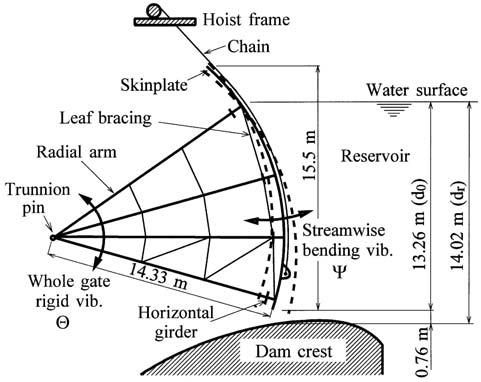 Hoist frame
Chain
Skinplate
Water surface
Leaf bracing
Radial arm
Reservoir
15.5 m
13.26 m (d0)
14.02 m (dr)
Trunnion
pin
Streamwise
bending vib.
Ψ
14.33 m
Whole gate
rigid vib.
Θ
Horizontal
girder
0.76 m
Dam crest